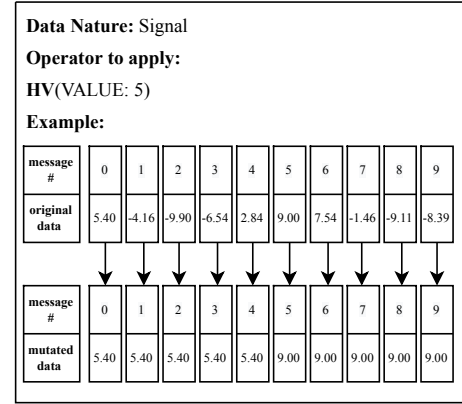 Data Nature: Signal
Operator to apply:
HV(VALUE: 5)
Example:
message # 0 1 2 3 4 5 6 7 8 9
original data 5.40 -4.16 -9.90 -6.54 2.84 9.00 7.54 -1.46 -9.11 -8.39
message # 0 1 2 3 4 5 6 7 8 9
mutated data 5.40 5.40 5.40 5.40 5.40 9.00 9.00 9.00 9.00 9.00